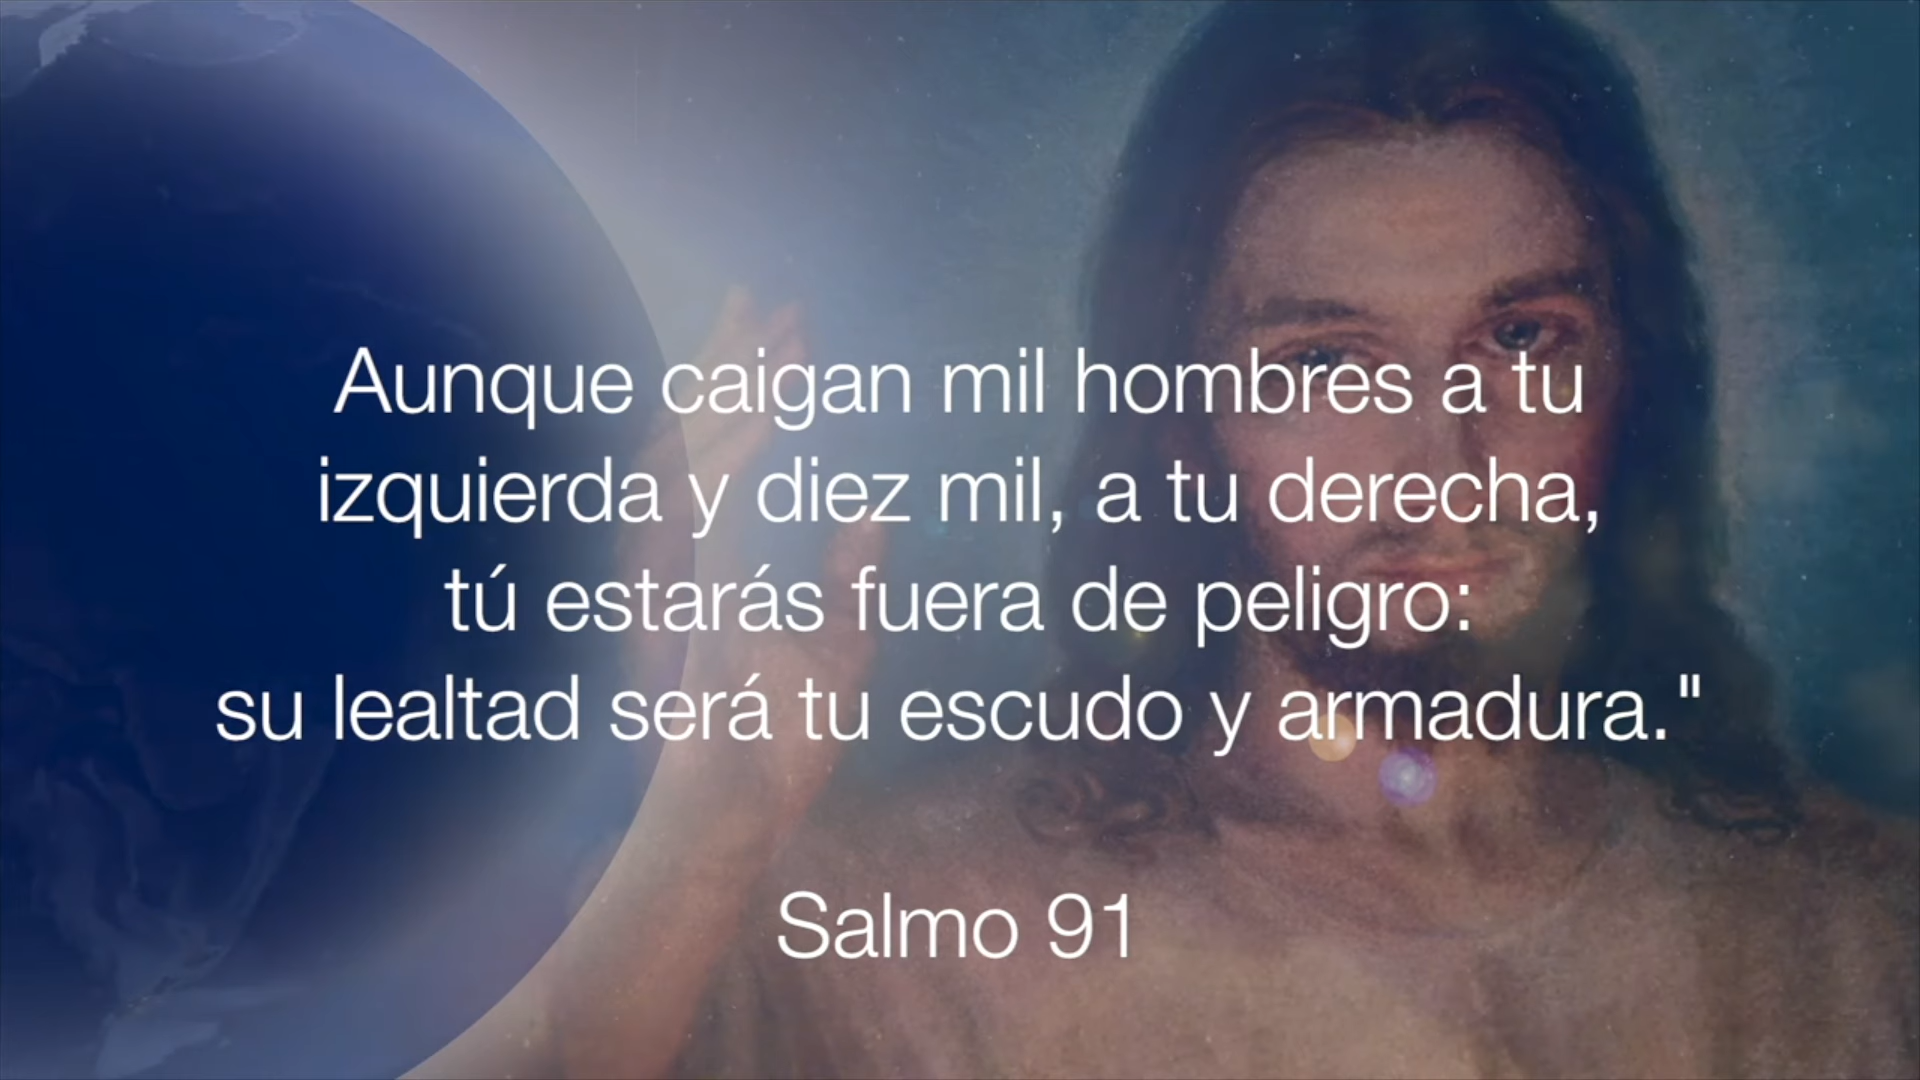 Aunque caigan mil hombres a tu
izquierda y diez mil, a tu derecha,
tú estarás fuera de peligro:
su lealtad será tu escudo y armadura."
Salmo 91